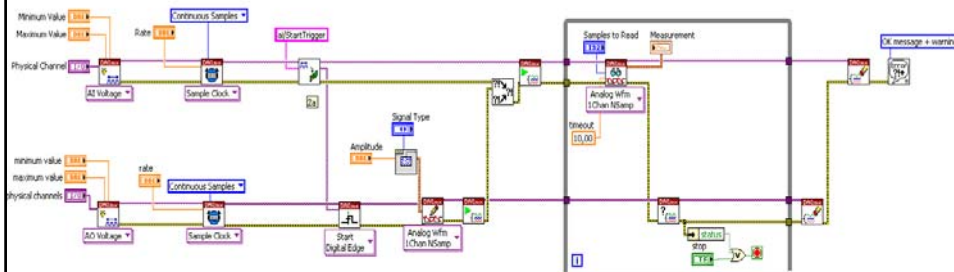 Minimum Value
Maximum Value
Physical Channel
AI Voltage
Rate
Continuous Samples
Sample Clock
ai/StartTrigger
2a
Samples to Read
Measurement
Analog Wfm
1Chan NSamp
timeout
10,00
OK message + warnin
Signal Type
Amplitude
minimum value
maximum value
physical channels
AO Voltage
rate
Continuous Samples
Sample Clock
Start
Digital Edge
Analog Wfm
1Chan NSamp
status
stop
TF
i